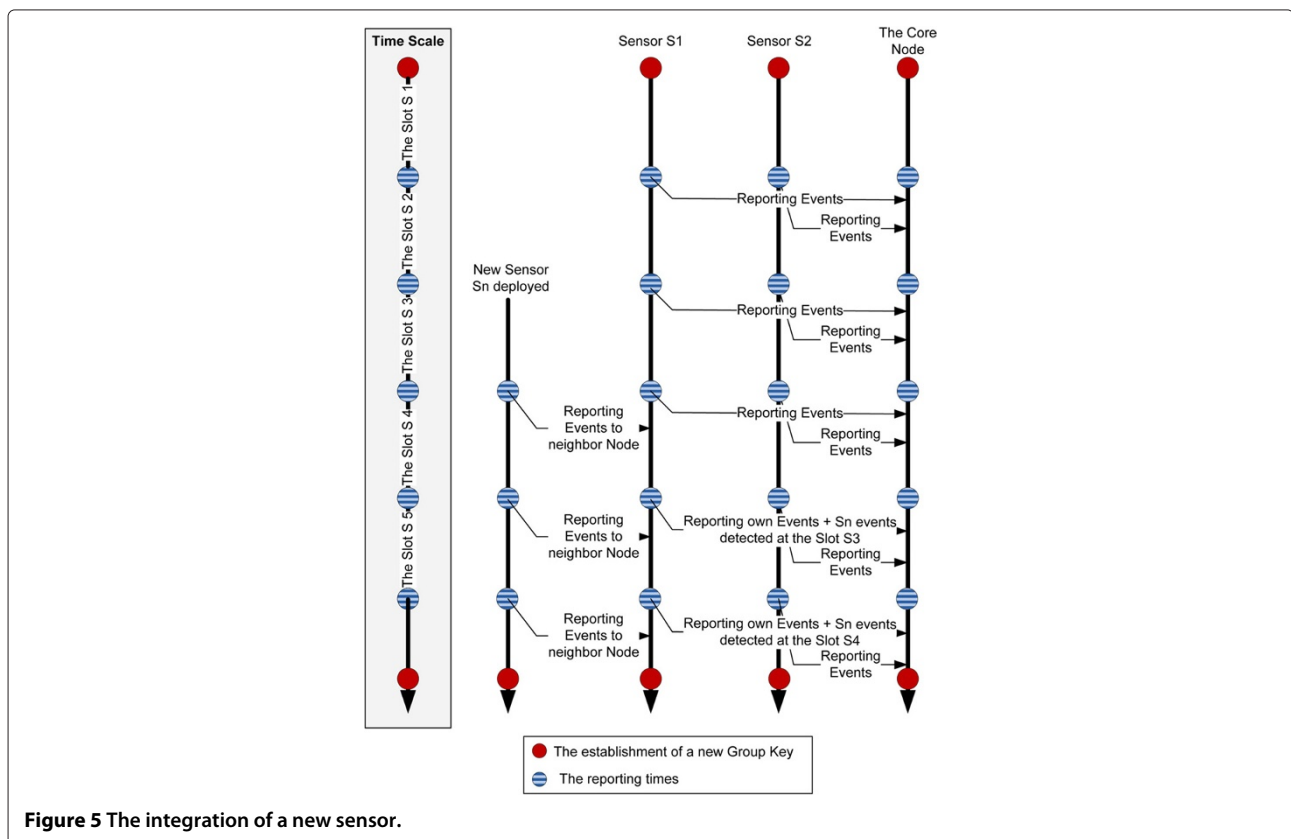 Time Scale
Sensor S1
Sensor S2
The Core
Node
The Slot S 1
The Slot S 2
The Slot S 3
The Slot S 4
The Slot S 5
New Sensor
Sn deployed
Reporting Events
Reporting
Events
Reporting Events
Reporting
Events
Reporting
Events to
neighbor Node
Reporting Events
Reporting
Events
Reporting
Events to
neighbor Node
Reporting own Events + Sn events
detected at the Slot S3
Reporting
Events
Reporting
Events to
neighbor Node
Reporting own Events + Sn events
detected at the Slot S4
Reporting
Events
The establishment of a new Group Key
The reporting times
Figure 5 The integration of a new sensor.